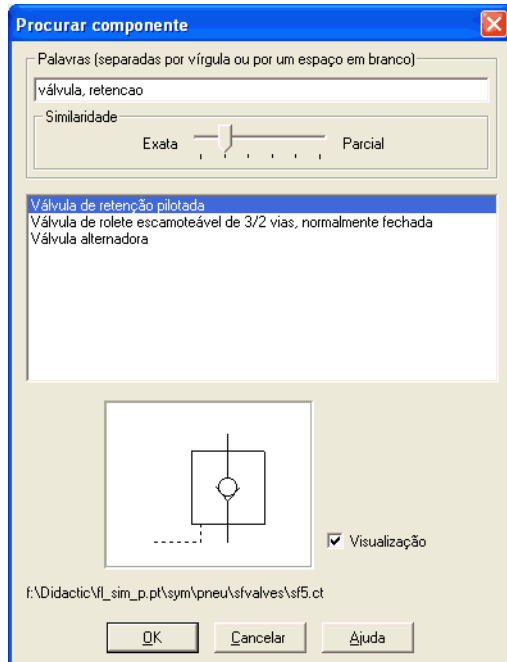 Procurar componente
Palavras (separadas por vírgula ou por um espaço em branco)
válvula, retencao
Similaridade
Exata
Parcial
Válvula de retenção pilotada
Válvula de rolete escamoteável de 3/2 vias, normalmente fechada
Válvula alternadora
Visualização
f:\Didactic\fl_sim_p.pt\sym\pneu\sfvalves\sf5.ct
OK
Cancelar
Ajuda